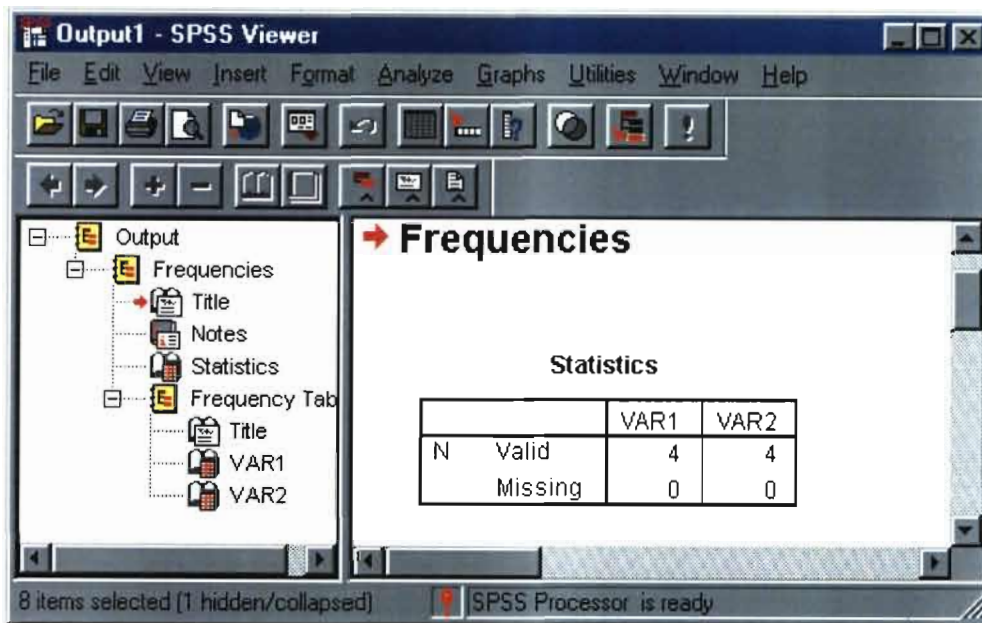 Output1 - SPSS Viewer
File Edit View Insert Format Analyze Graphs Utilities Window Help
Output
Frequencies
Title
Notes
Statistics
Frequency Tab
Title
VAR1
VAR2
Frequencies
Statistics
VAR1 VAR2
N Valid 4 4
Missing 0 0
8 items selected (1 hidden/collapsed) SPSS Processor is ready